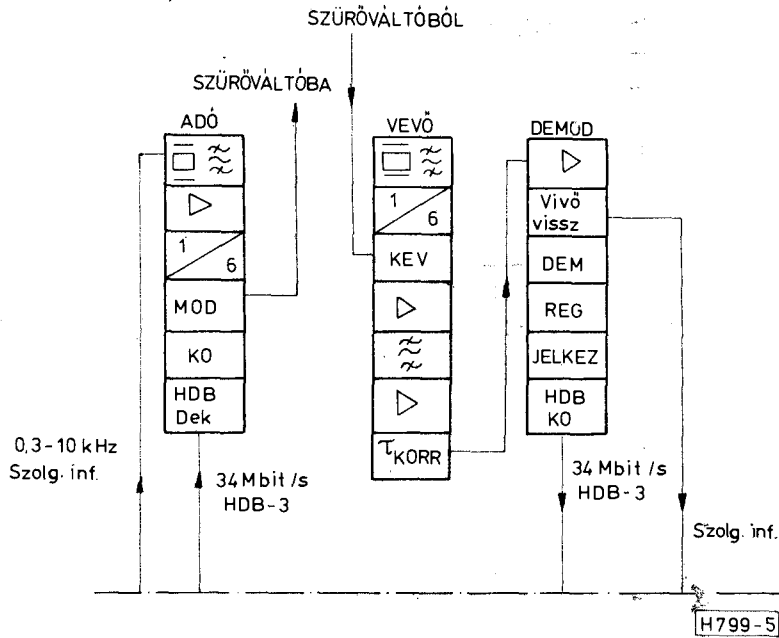 SZÜRŐVÁLTÓBÓL
SZÜRŐVÁLTÓBA
ADÓ
1
6
MOD
KO
HDB
Dek
0,3-10 kHz
Szolg. inf.
34 Mbit/s
HDB-3
VEVŐ
1
6
KEV
τKORR
DEMOD
Vivő
vissz
DEM
REG
JELKEZ
HDB
KO
34 Mbit/s
HDB-3
Szolg. inf.
H799-5